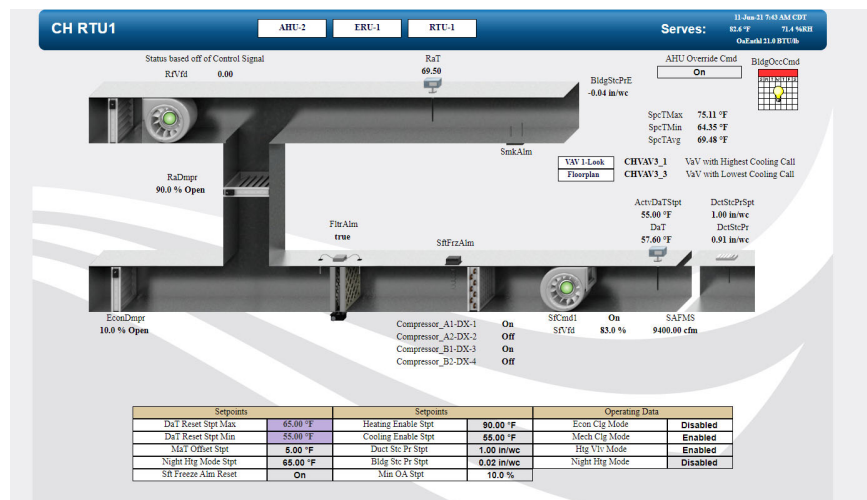 CH RTU1
AHU-2
ERU-1
RTU-1
Serves:
11-Jun-21 7:43 AM CDT
82.6 °F 71.4 %RH
OaEnthl 21.0 BTU/lb
Status based off of Control Signal
RfVfd 0.00
RaT
69.50
BldgStcPrE
-0.04 in/wc
AHU Override Cmd
On
BldgOccCmd
S M T W T F S
SpcTMax 75.11 °F
SpcTMin 64.35 °F
SpcTAvg 69.48 °F
SmkAlm
VAV 1-Look CHVAV3_1 VaV with Highest Cooling Call
Floorplan CHVAV3_3 VaV with Lowest Cooling Call
RaDmpr
90.0 % Open
ActvDaTStpt
55.00 °F
DaT
57.60 °F
DctStcPrSpt
1.00 in/wc
DctStcPr
0.91 in/wc
FltrAlm
true
SftFrzAlm
EconDmpr
10.0 % Open
Compressor_A1-DX-1 On
Compressor_A2-DX-2 Off
Compressor_B1-DX-3 On
Compressor_B2-DX-4 Off
SfCmd1 On
SfVfd 83.0 %
SAFMS
9400.00 cfm
Setpoints Setpoints Operating Data
DaT Reset Stpt Max 65.00 °F Heating Enable Stpt 90.00 °F Econ Clg Mode Disabled
DaT Reset Stpt Min 55.00 °F Cooling Enable Stpt 55.00 °F Mech Clg Mode Enabled
MaT Offset Stpt 5.00 °F Duct Stc Pr Stpt 1.00 in/wc Htg Vlv Mode Enabled
Night Htg Mode Stpt 65.00 °F Bldg Stc Pr Stpt 0.02 in/wc Night Htg Mode Disabled
Sft Freeze Alm Reset On Min OA Stpt 10.0 %